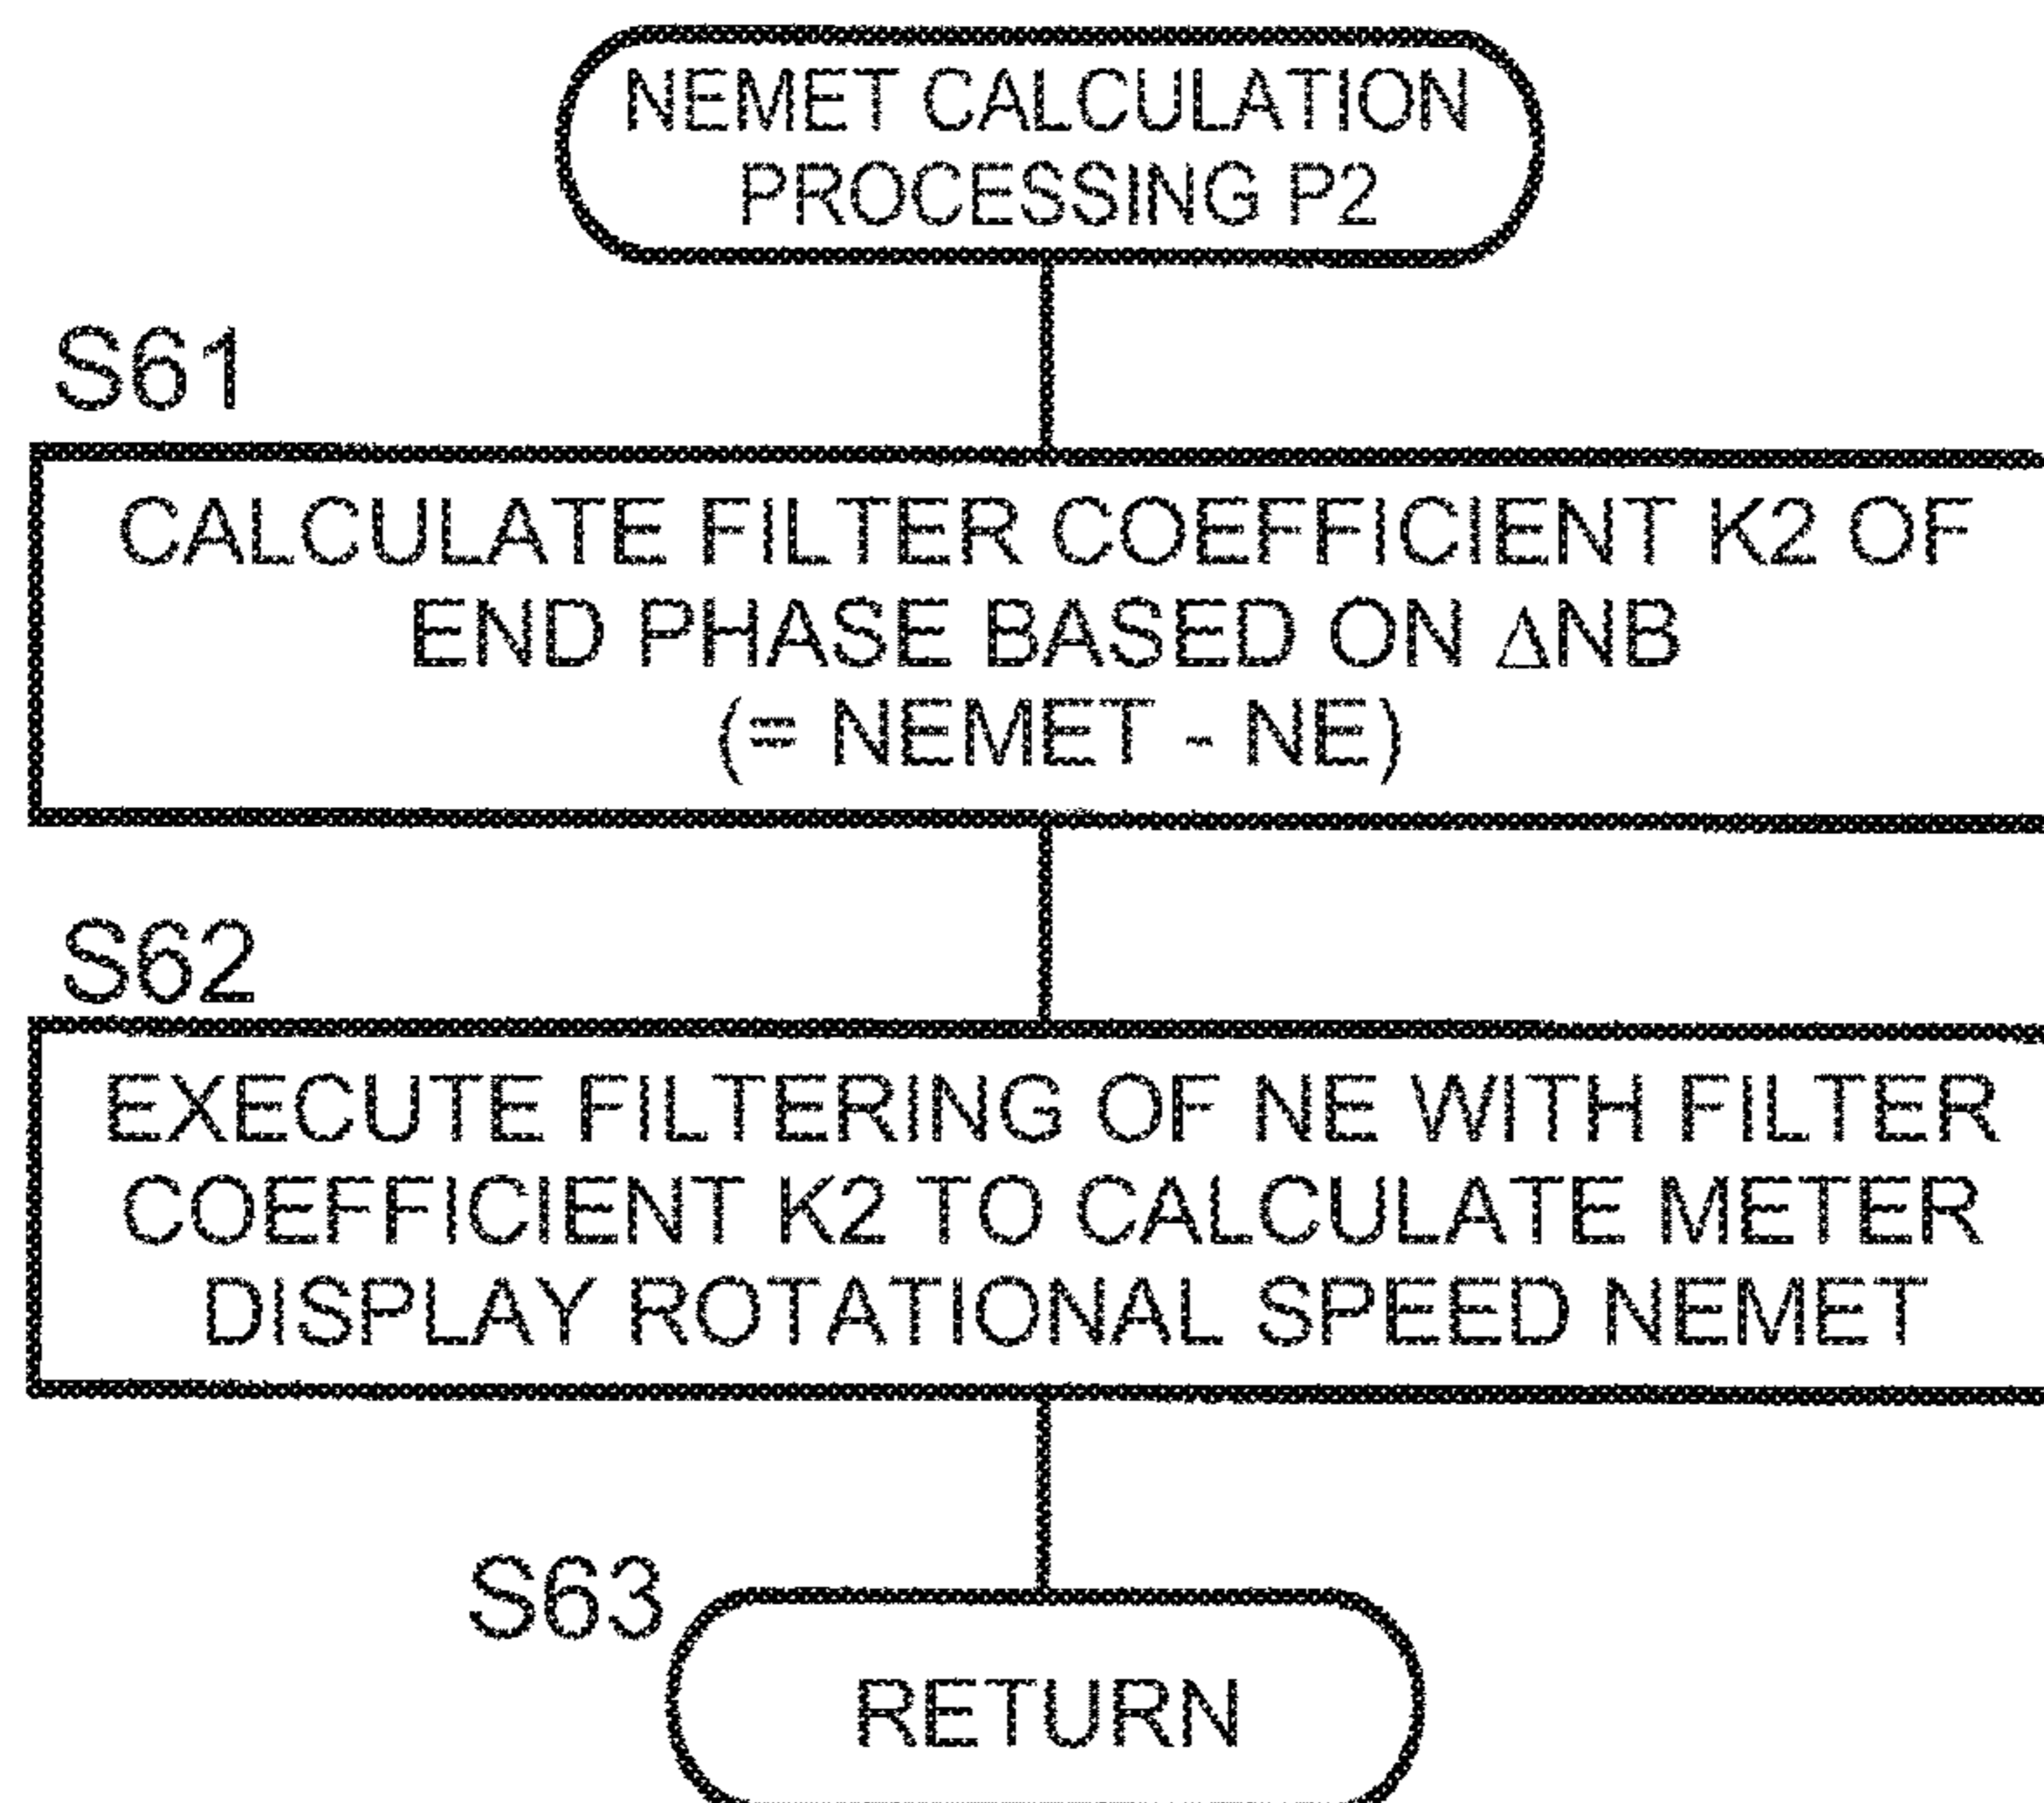 NEMET CALCULATION
PROCESSING P2
S61
CALCULATE FILTER COEFFICIENT K2 OF
END PHASE BASED ON ΔNB
(= NEMET - NE)
S62
EXECUTE FILTERING OF NE WITH FILTER
COEFFICIENT K2 TO CALCULATE METER
DISPLAY ROTATIONAL SPEED NEMET
S63
RETURN